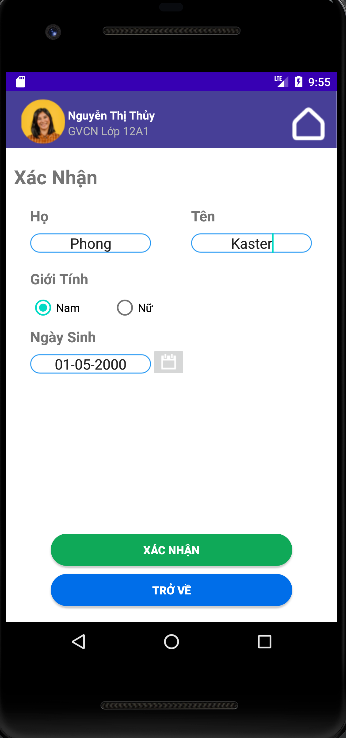 LTE 9:55
Nguyễn Thị Thủy
GVCN Lớp 12A1
Xác Nhận
Họ Tên
Phong Kaster
Giới Tính
Nam Nữ
Ngày Sinh
01-05-2000
XÁC NHẬN
TRỞ VỀ